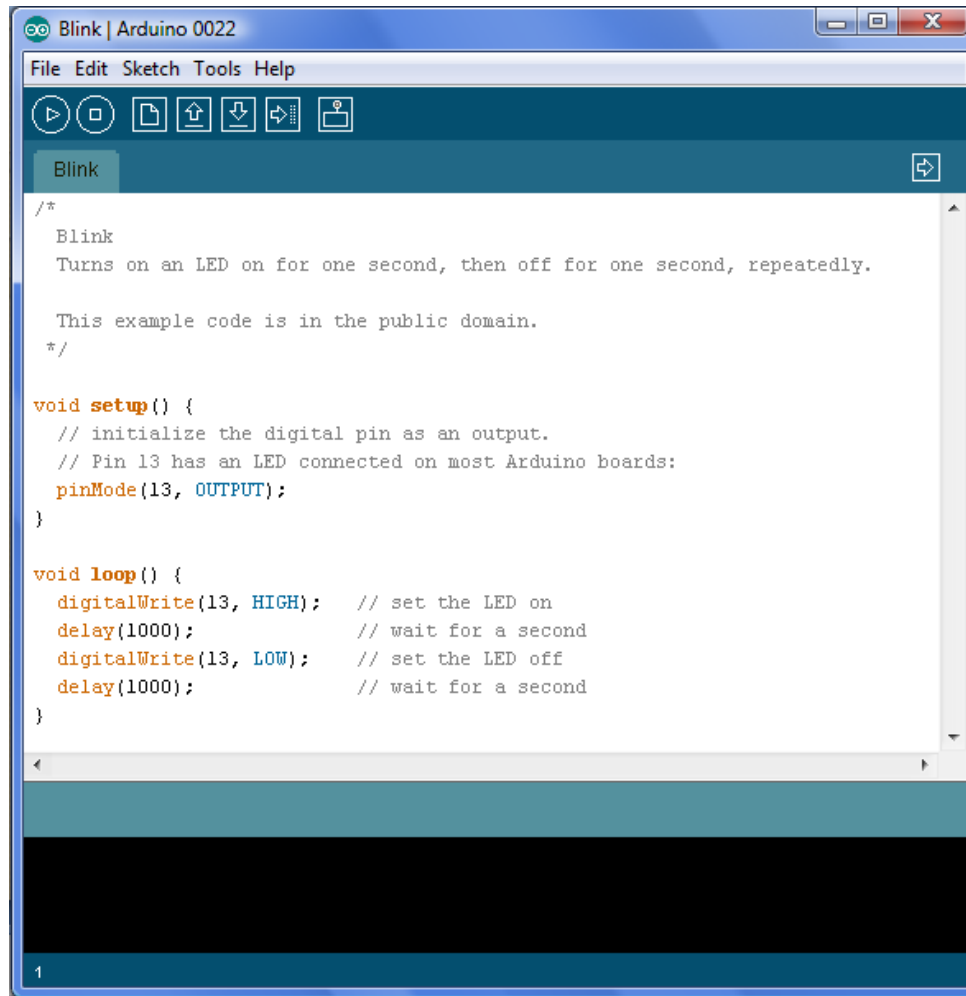 Blink | Arduino 0022
File Edit Sketch Tools Help
Blink
/*
  Blink
  Turns on an LED on for one second, then off for one second, repeatedly.

  This example code is in the public domain.
 */

void setup() {
  // initialize the digital pin as an output.
  // Pin 13 has an LED connected on most Arduino boards:
  pinMode(13, OUTPUT);
}

void loop() {
  digitalWrite(13, HIGH);   // set the LED on
  delay(1000);              // wait for a second
  digitalWrite(13, LOW);    // set the LED off
  delay(1000);              // wait for a second
}
1